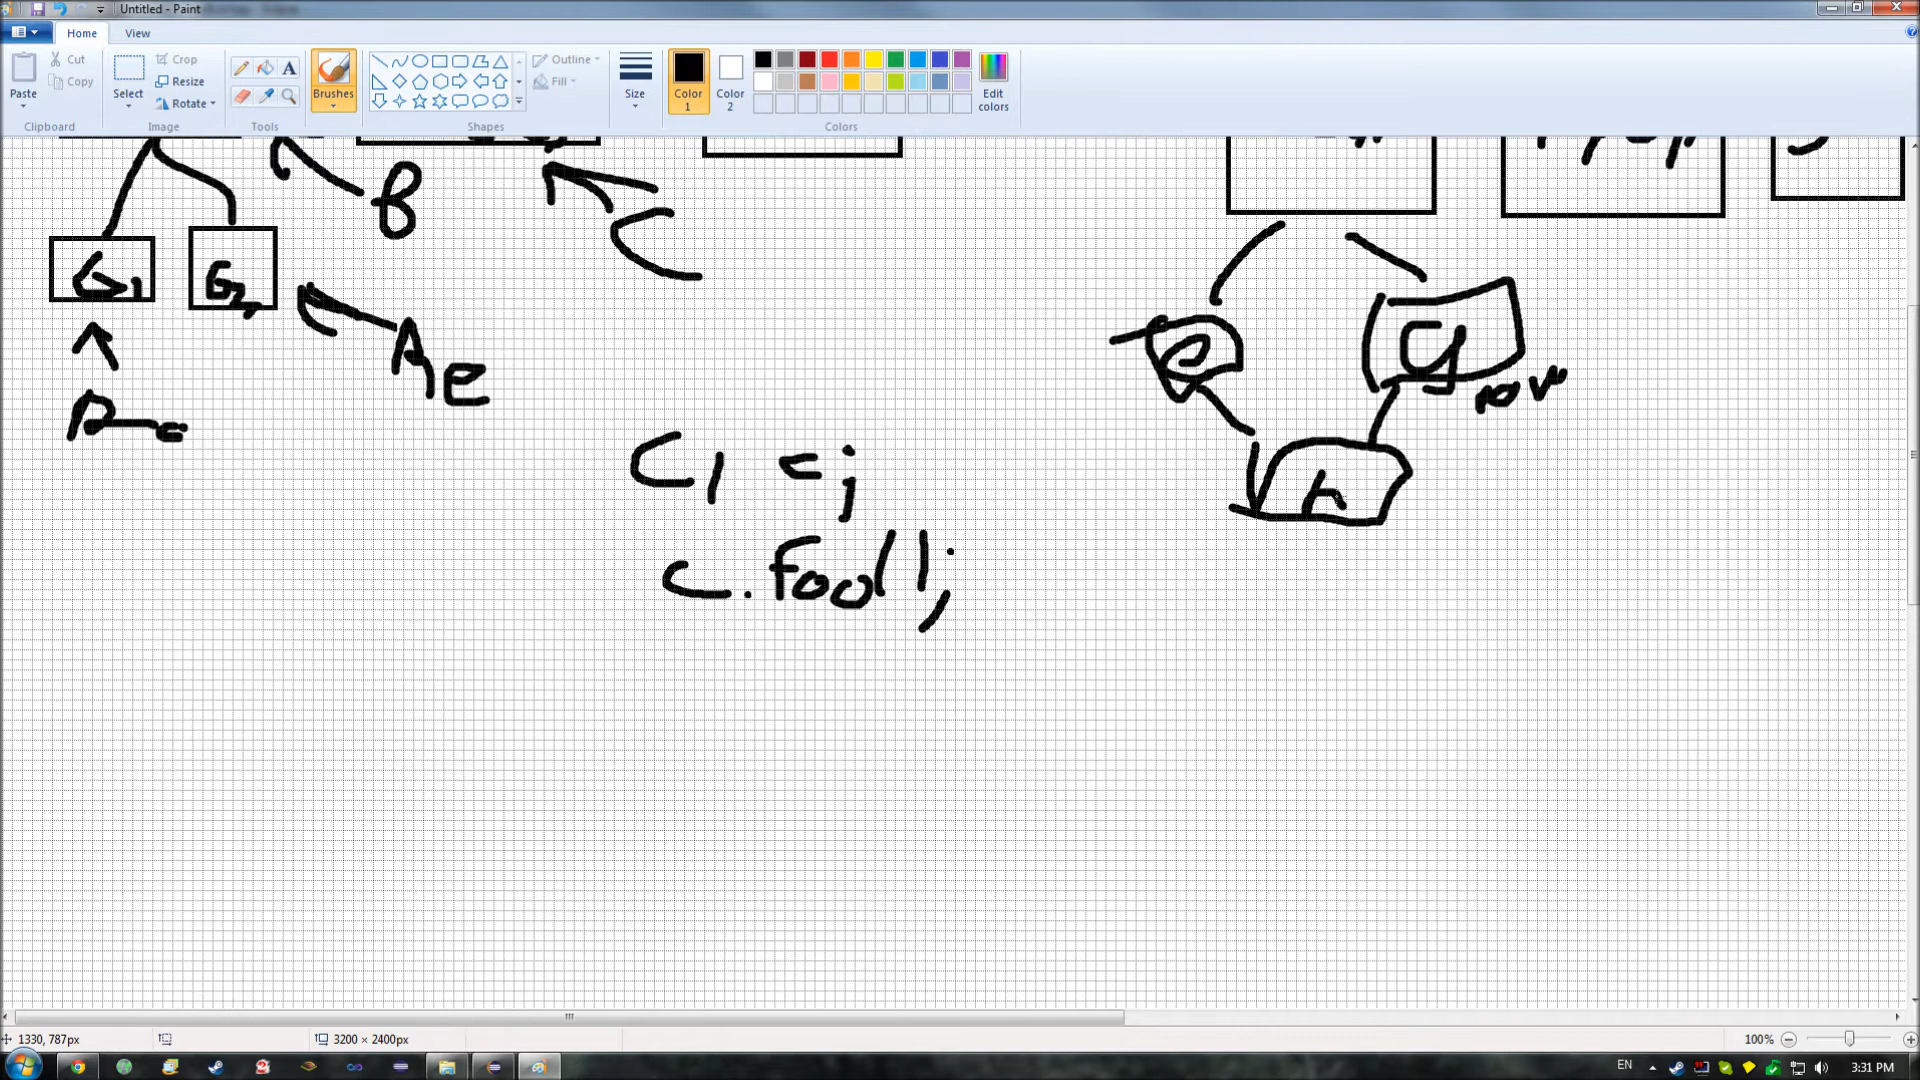 Untitled - Paint
Home View
Paste
Cut
Copy
Clipboard
Select
Crop
Resize
Rotate
Image
Tools
Brushes
Shapes
Outline
Fill
Size
Color 1
Color 2
Edit colors
Colors
B
G1 G2
C
A E
e y
C1 c;
h
c.foo();
1330, 787px
3200 × 2400px
100%
EN
3:31 PM